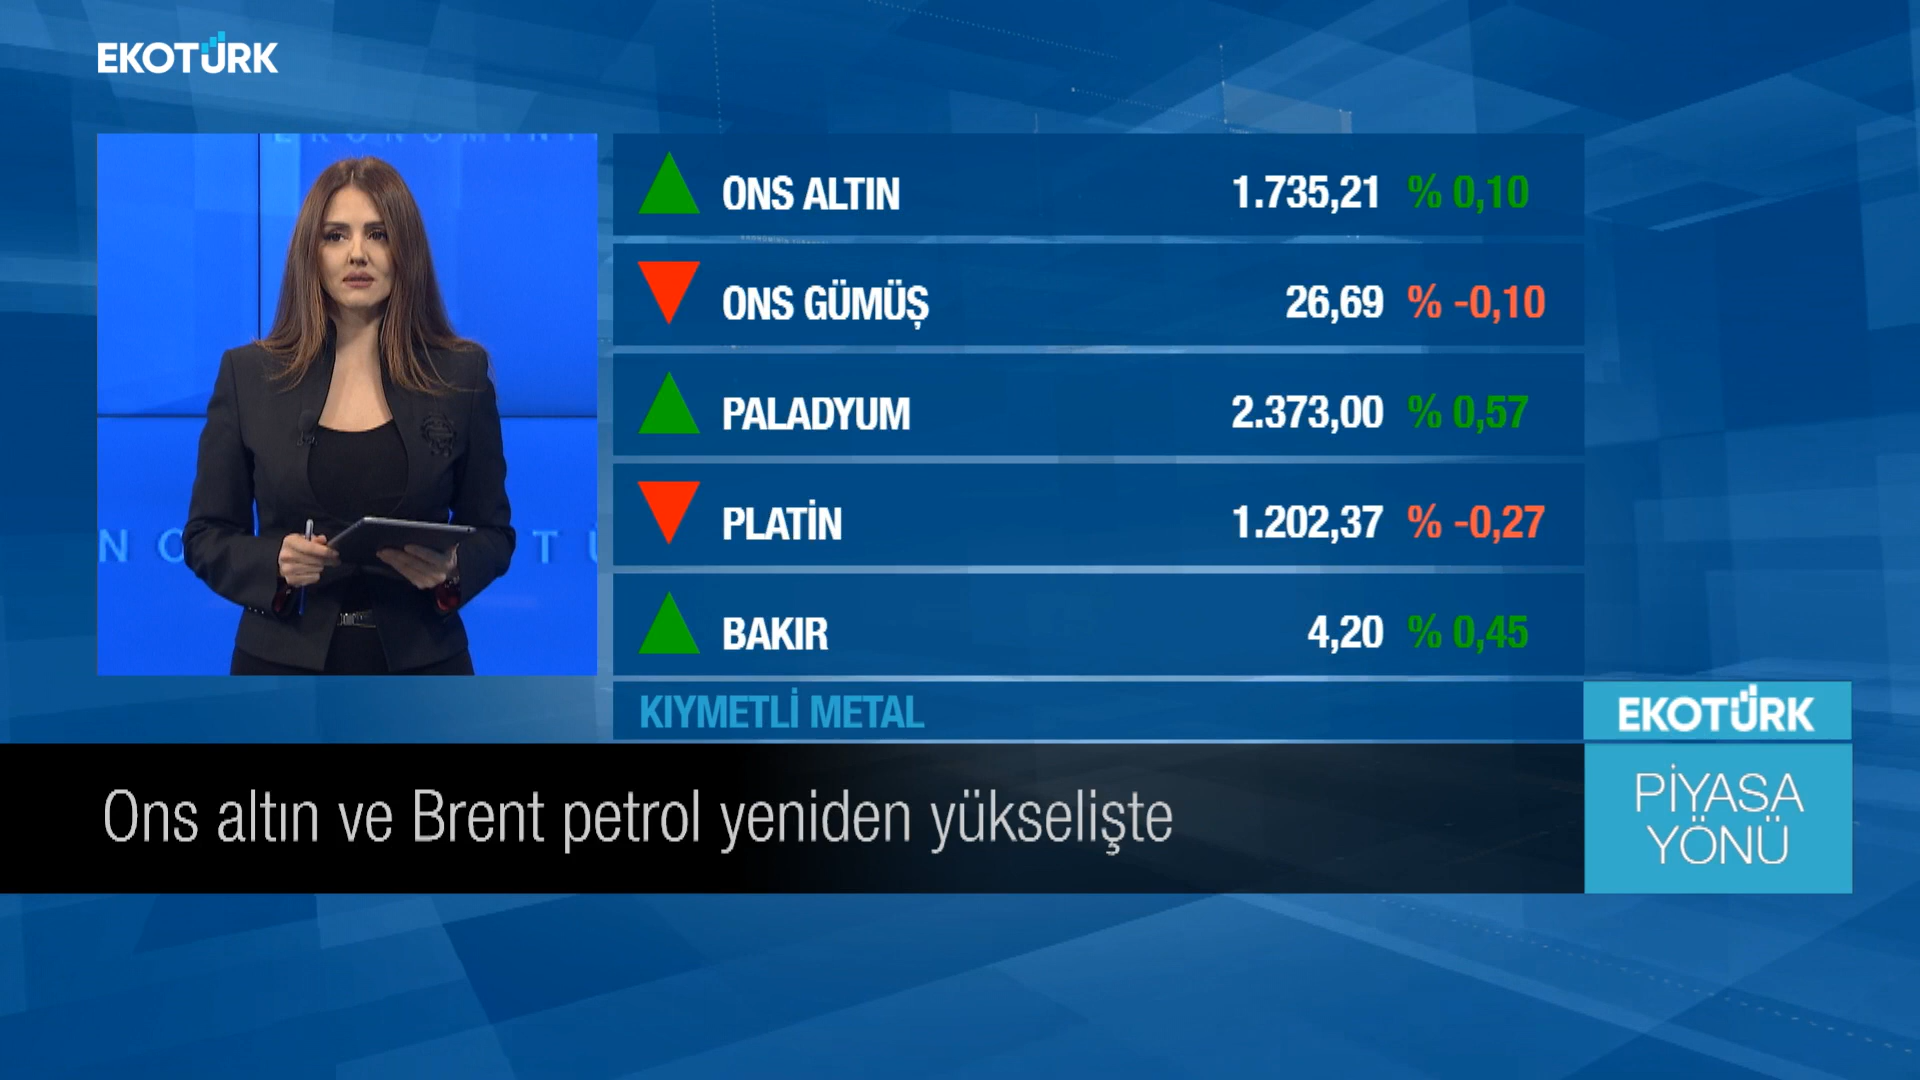 EKOTÜRK
ONS ALTIN 1.735,21 % 0,10
ONS GÜMÜŞ 26,69 % -0,10
PALADYUM 2.373,00 % 0,57
PLATİN 1.202,37 % -0,27
BAKIR 4,20 % 0,45
KIYMETLİ METAL
EKOTÜRK
Ons altın ve Brent petrol yeniden yükselişte
PİYASA
YÖNÜ